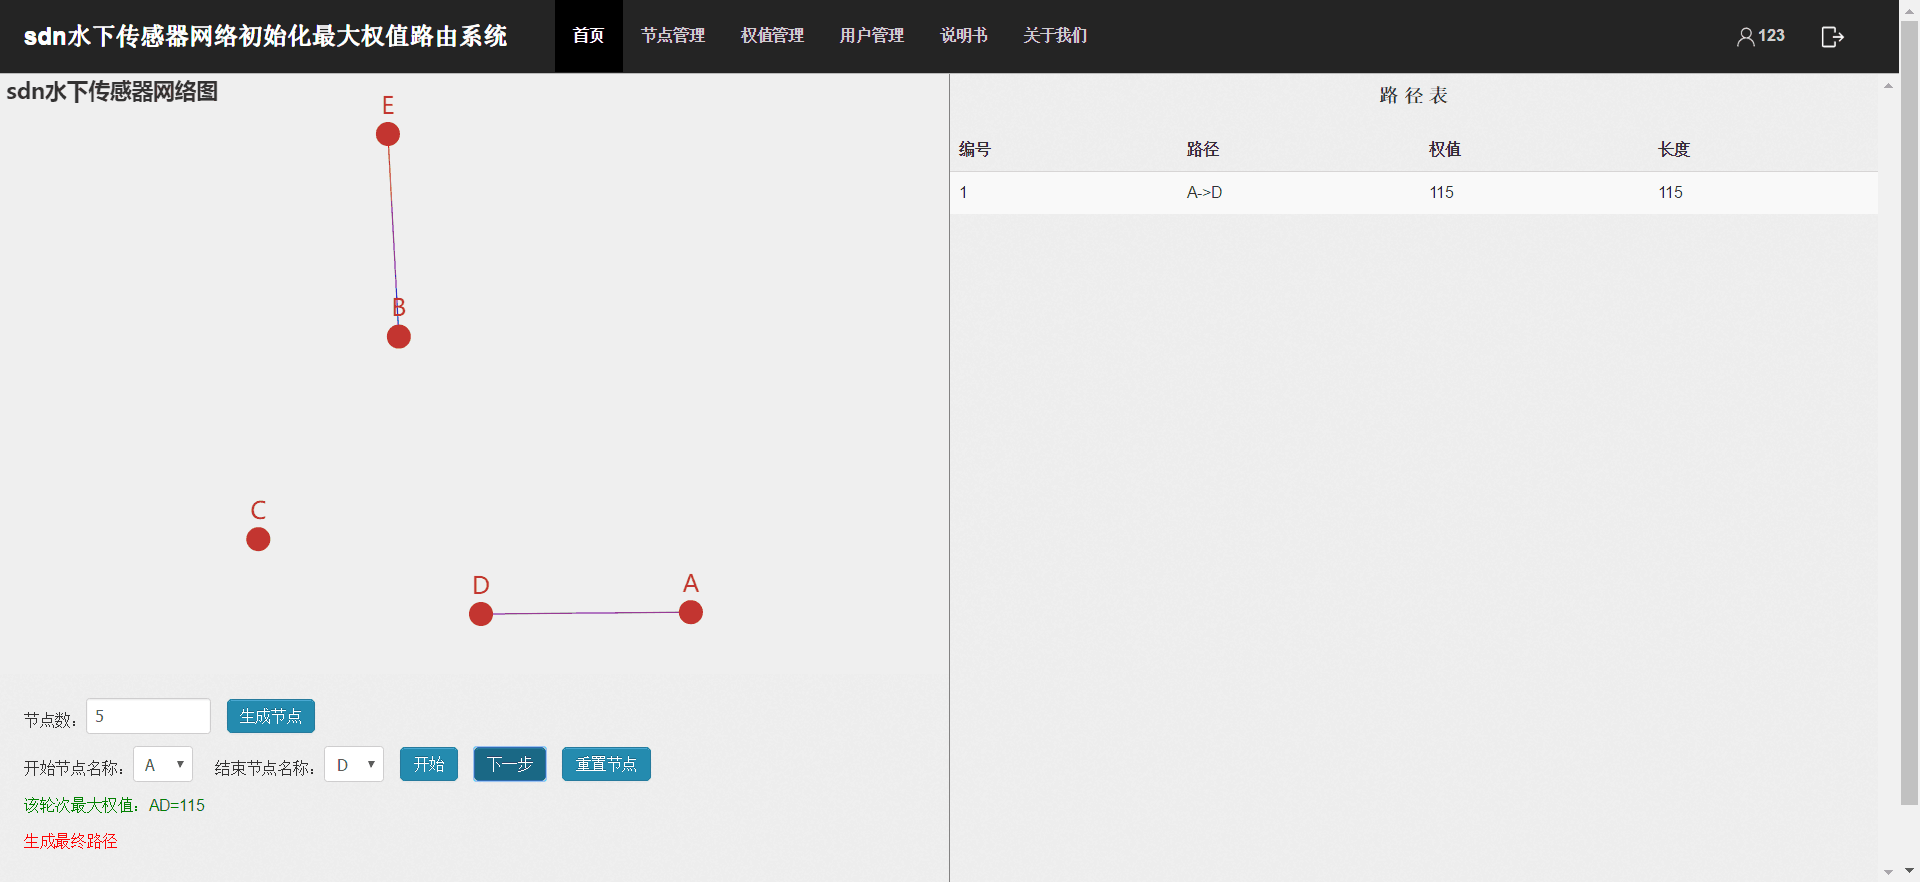 sdn水下传感器网络初始化最大权值路由系统 首页 节点管理 权值管理 用户管理 说明书 关于我们 123
sdn水下传感器网络图
E
B
C
D
A
节点数： 5 生成节点
开始节点名称： A 结束节点名称： D 开始 下一步 重置节点
该轮次最大权值：AD=115
生成最终路径
路 径 表
编号 路径 权值 长度
1 A->D 115 115